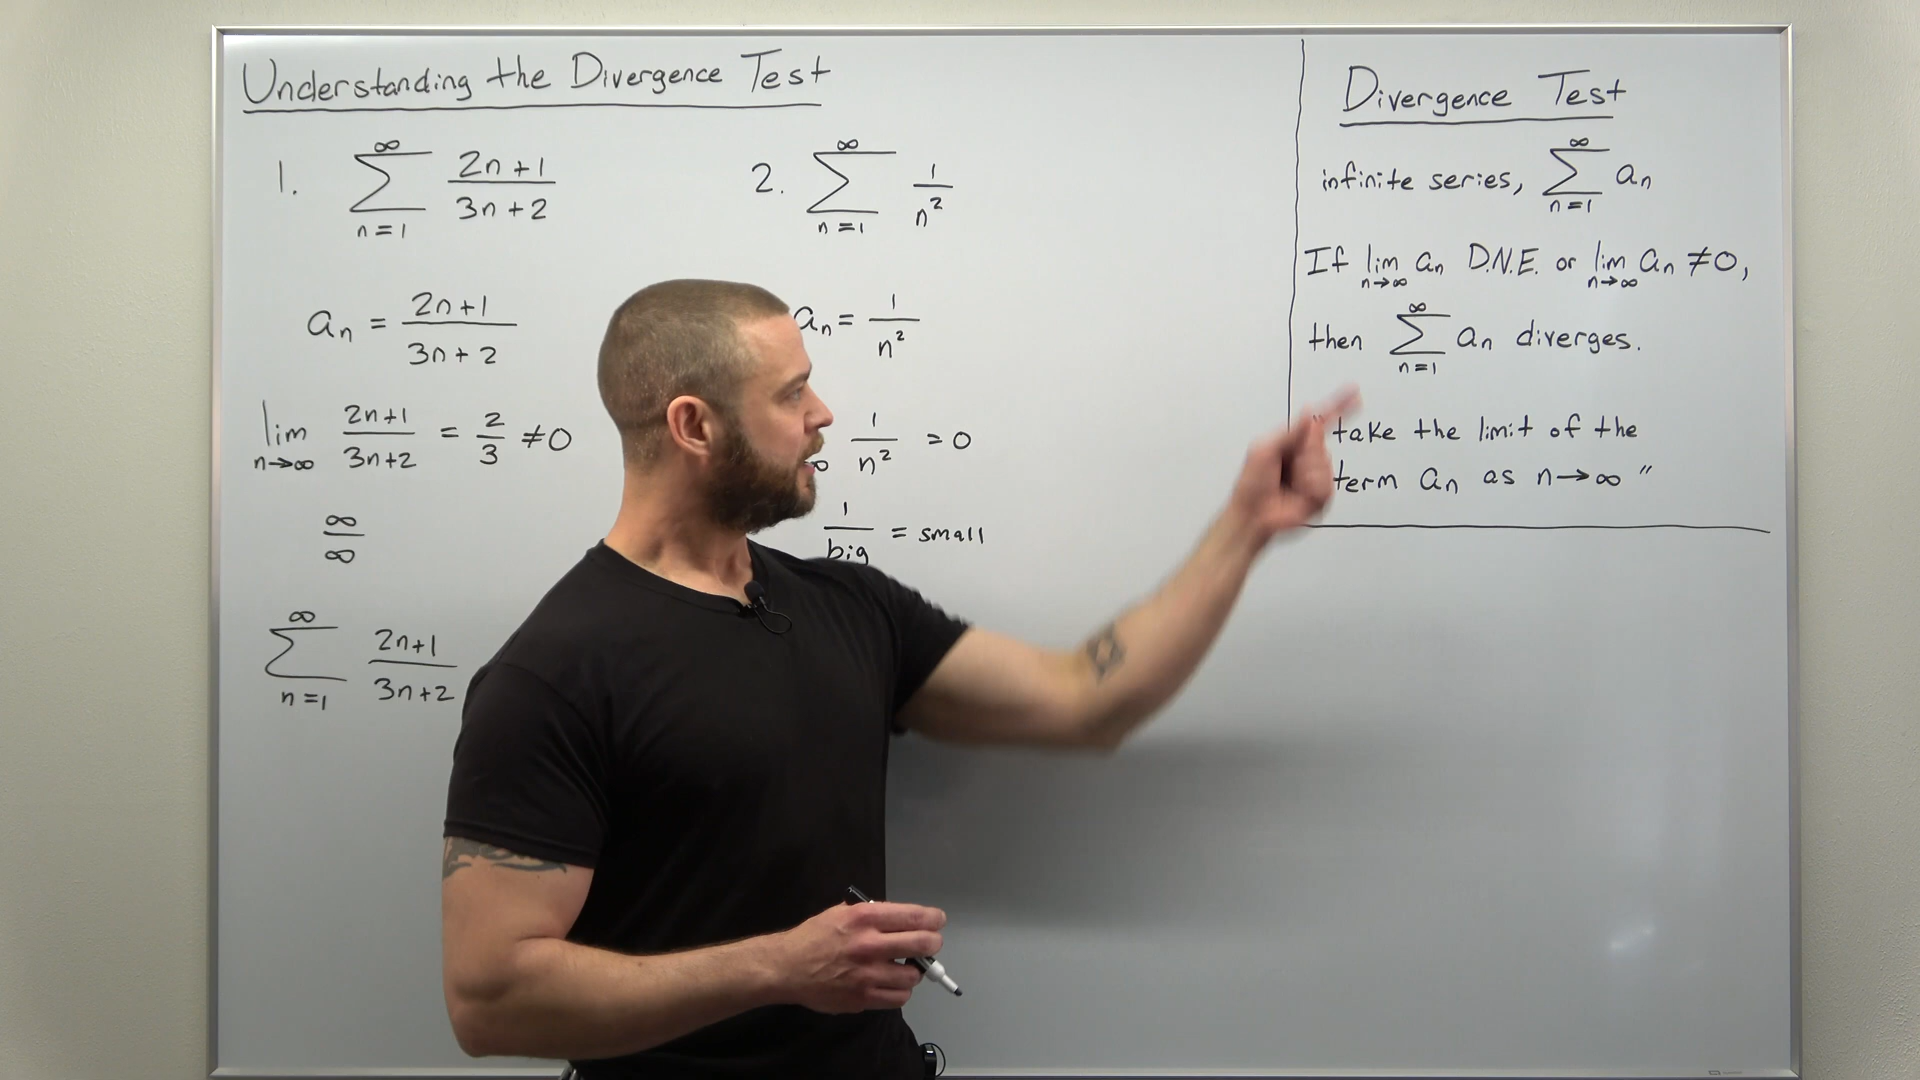 Understanding the Divergence Test
1. ∞ ∑ n=1 2n+1 / 3n+2
an = 2n+1 / 3n+2
lim n→∞ 2n+1 / 3n+2 = 2/3 ≠0
∞/∞
∞ ∑ n=1 2n+1 / 3n+2
2. ∞ ∑ n=1 1/n²
an = 1/n²
∞ 1/n² = 0
1/big = small
Divergence Test
infinite series, ∞ ∑ n=1 an
If lim n→∞ an D.N.E. or lim n→∞ an ≠0,
then ∞ ∑ n=1 an diverges.
"take the limit of the
term an as n→∞"